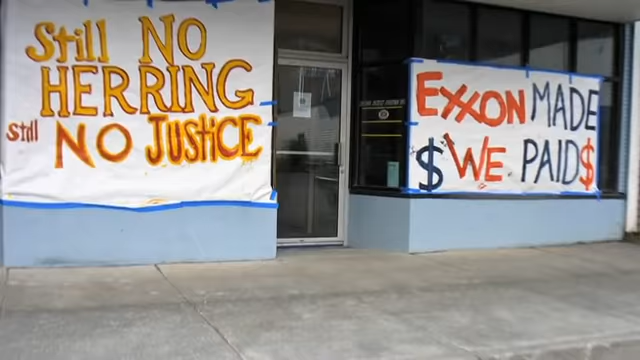 Still NO
HERRING
still NO JUSTiCE
EXXON MADE
$ WE PAID$